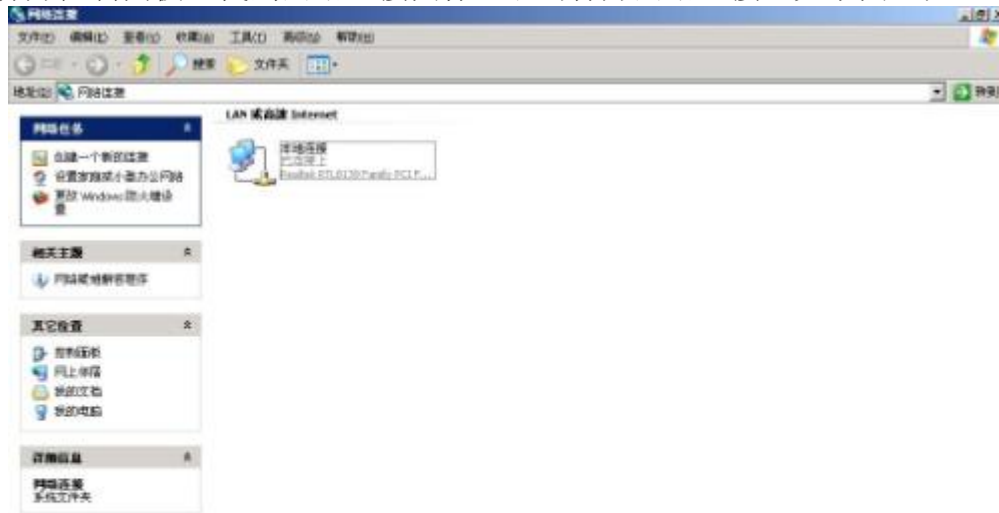 网络连接
文件(F) 编辑(E) 查看(V) 收藏(A) 工具(T) 高级(N) 帮助(H)
搜索 文件夹
地址(D) 网络连接 转到
LAN 或高速 Internet
网络任务
本地连接
已连接上
Realtek RTL8139 Family PCI F...
创建一个新的连接
设置家庭或小型办公网络
更改 Windows 防火墙设
置
相关主题
网络疑难解答程序
其它位置
控制面板
网上邻居
我的文档
我的电脑
详细信息
网络连接
系统文件夹